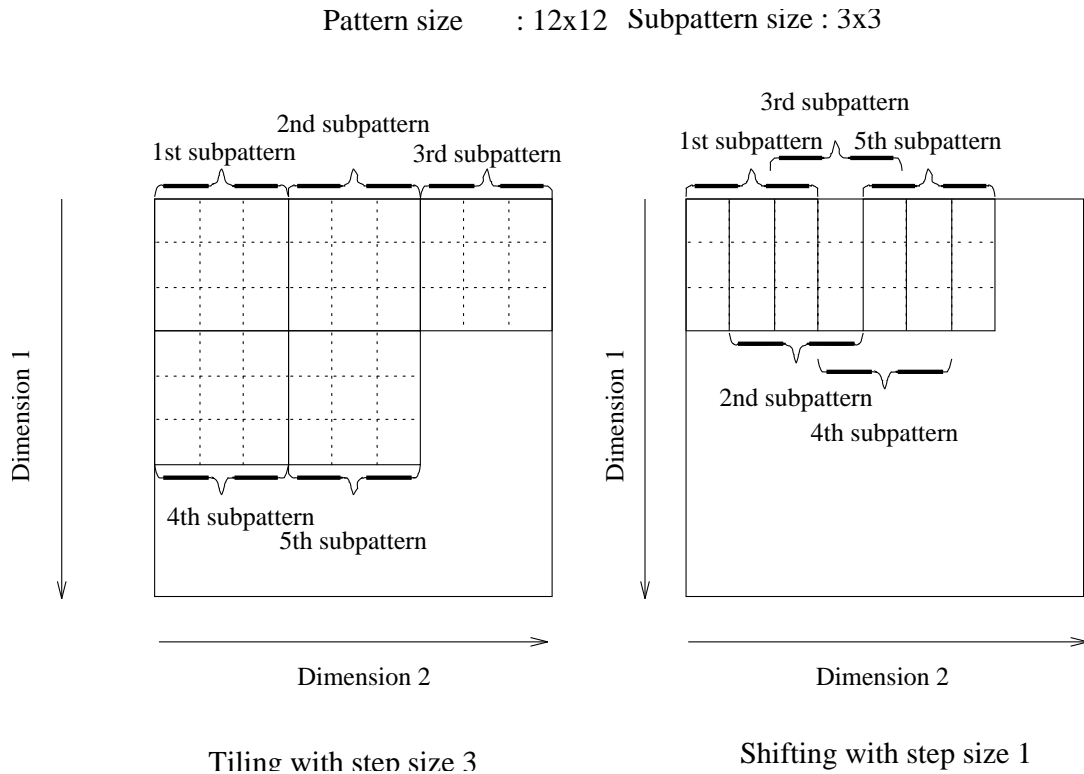 Pattern size : 12x12 Subpattern size : 3x3
2nd subpattern
1st subpattern
3rd subpattern
4th subpattern
5th subpattern
Dimension 1
Dimension 2
Tiling with step size 3
3rd subpattern
1st subpattern
5th subpattern
2nd subpattern
4th subpattern
Dimension 1
Dimension 2
Shifting with step size 1